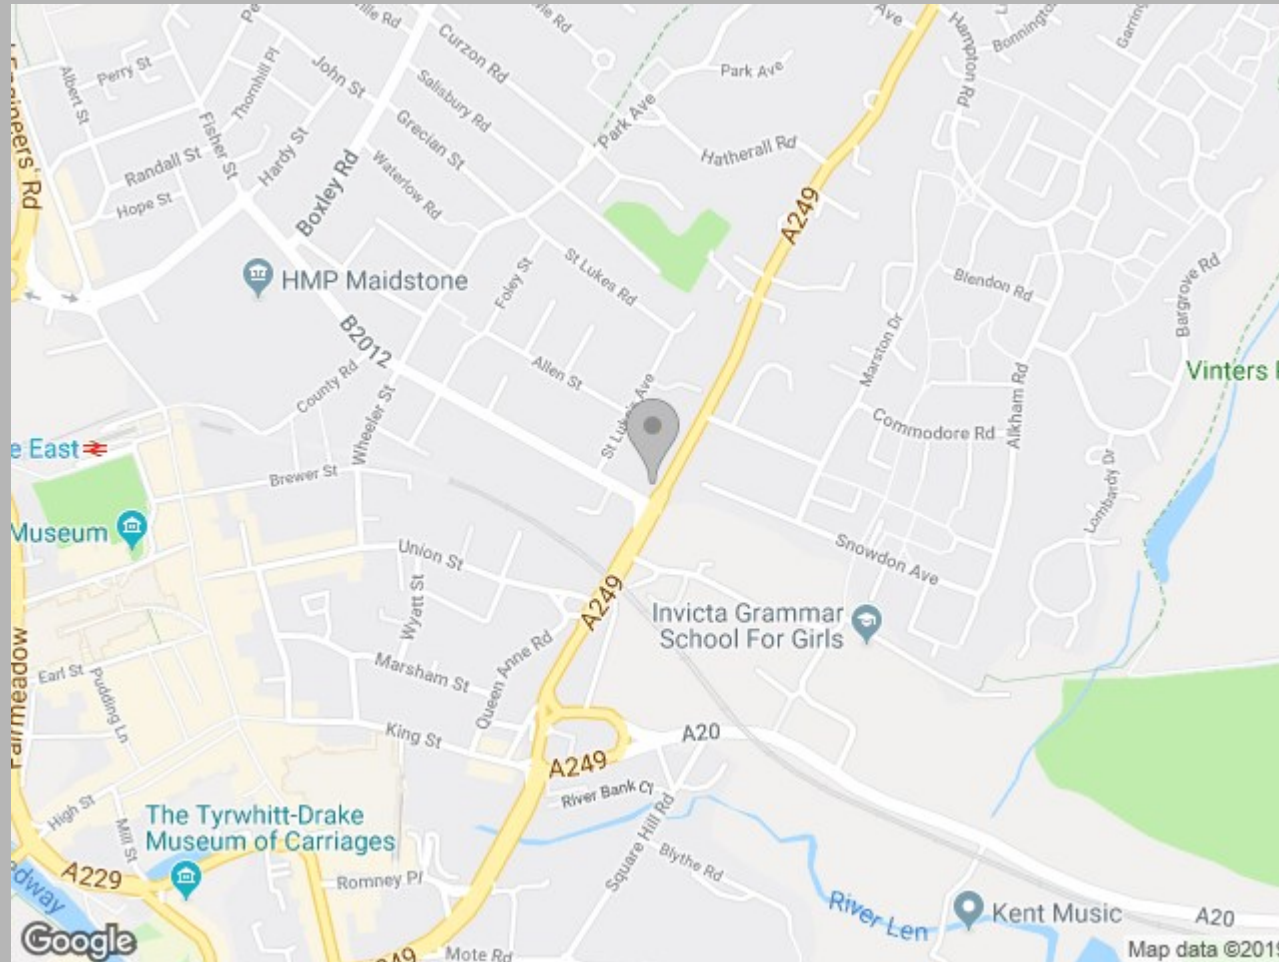 Curzon Rd
Hampton Rd
Ave
Perry St
Thornhill Pl
John St
Salisbury Rd
Park Ave
Albert St
Grecian St
Park Ave
Fisher St
Hardy St
Hatherall Rd
Randall St
Boxley Rd
Waterlow Rd
Hope St
A249
HMP Maidstone
Foley St
St Lukes Rd
Blendon Rd
Bargrove Rd
B2012
Marston Dr
County Rd
Allen St
Vinters
Wheeler St
St Luke's Ave
Commodore Rd
Alkham Rd
e East
Brewer St
Lombardy Dr
Museum
Union St
Snowdon Ave
Wyatt St
A249
Invicta Grammar
School For Girls
Earl St
Pudding Ln
Marsham St
Queen Anne Rd
King St
A20
A249
River Bank Cl
High St
Mill St
The Tyrwhitt-Drake
Museum of Carriages
Square Hill Rd
A229
Romney Pl
Blythe Rd
River Len
Kent Music
A20
Google
Mote Rd
Map data ©2019